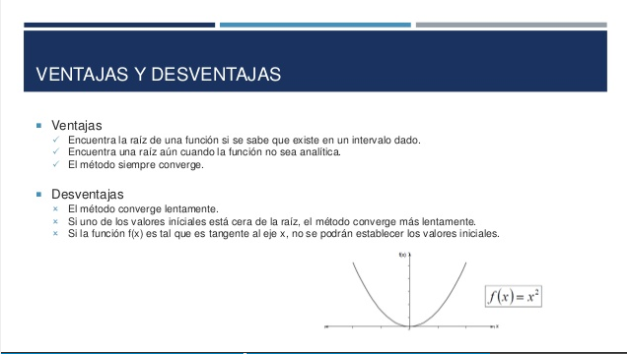 VENTAJAS Y DESVENTAJAS
Ventajas
Encuentra la raíz de una función si se sabe que existe en un intervalo dado.
Encuentra una raíz aún cuando la función no sea analítica.
El método siempre converge.
Desventajas
El método converge lentamente.
Si uno de los valores iniciales está cera de la raíz, el método converge más lentamente.
Si la función f(x) es tal que es tangente al eje x, no se podrán establecer los valores iniciales.
f(x)
f(x) = x²